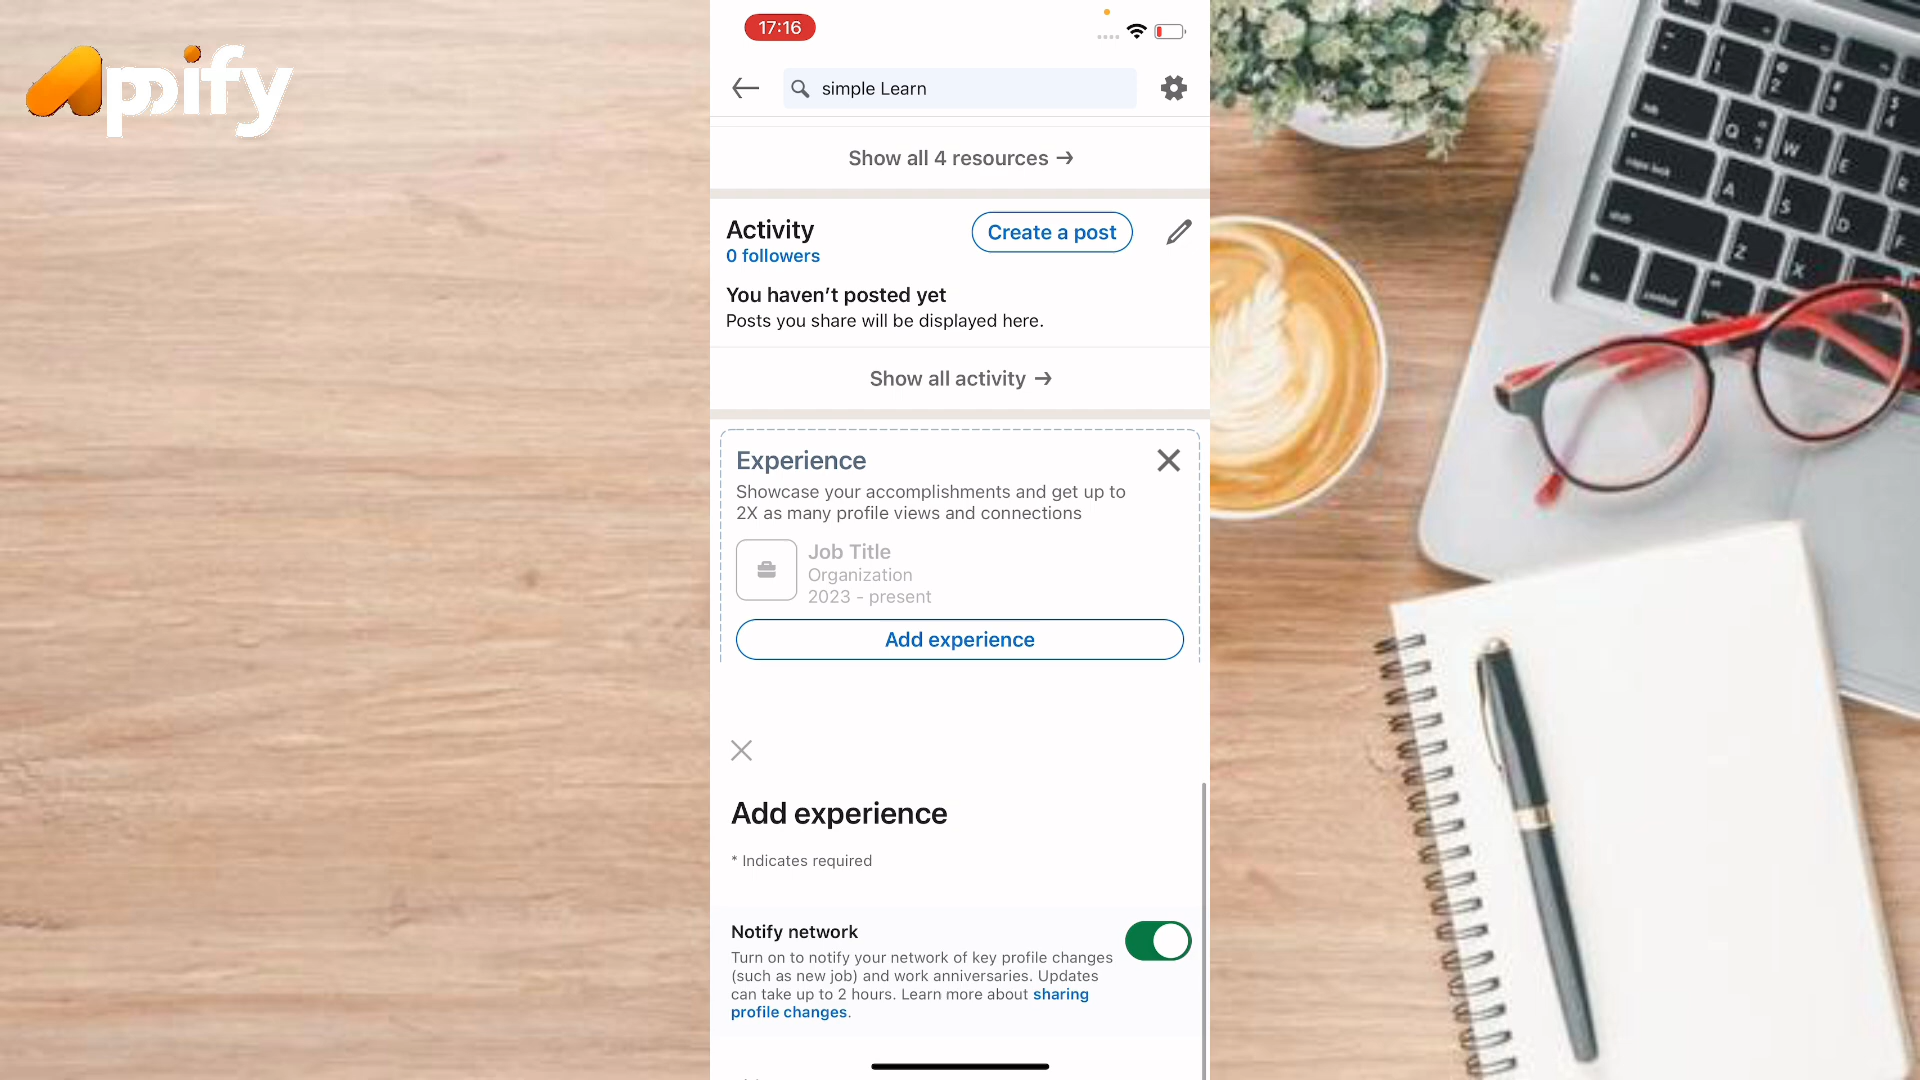 Appify
17:16
simple Learn
Show all 4 resources →
Activity
Create a post
0 followers
You haven't posted yet
Posts you share will be displayed here.
Show all activity →
Experience
Showcase your accomplishments and get up to
2X as many profile views and connections
Job Title
Organization
2023 - present
Add experience
Add experience
* Indicates required
Notify network
Turn on to notify your network of key profile changes
(such as new job) and work anniversaries. Updates
can take up to 2 hours. Learn more about sharing
profile changes.